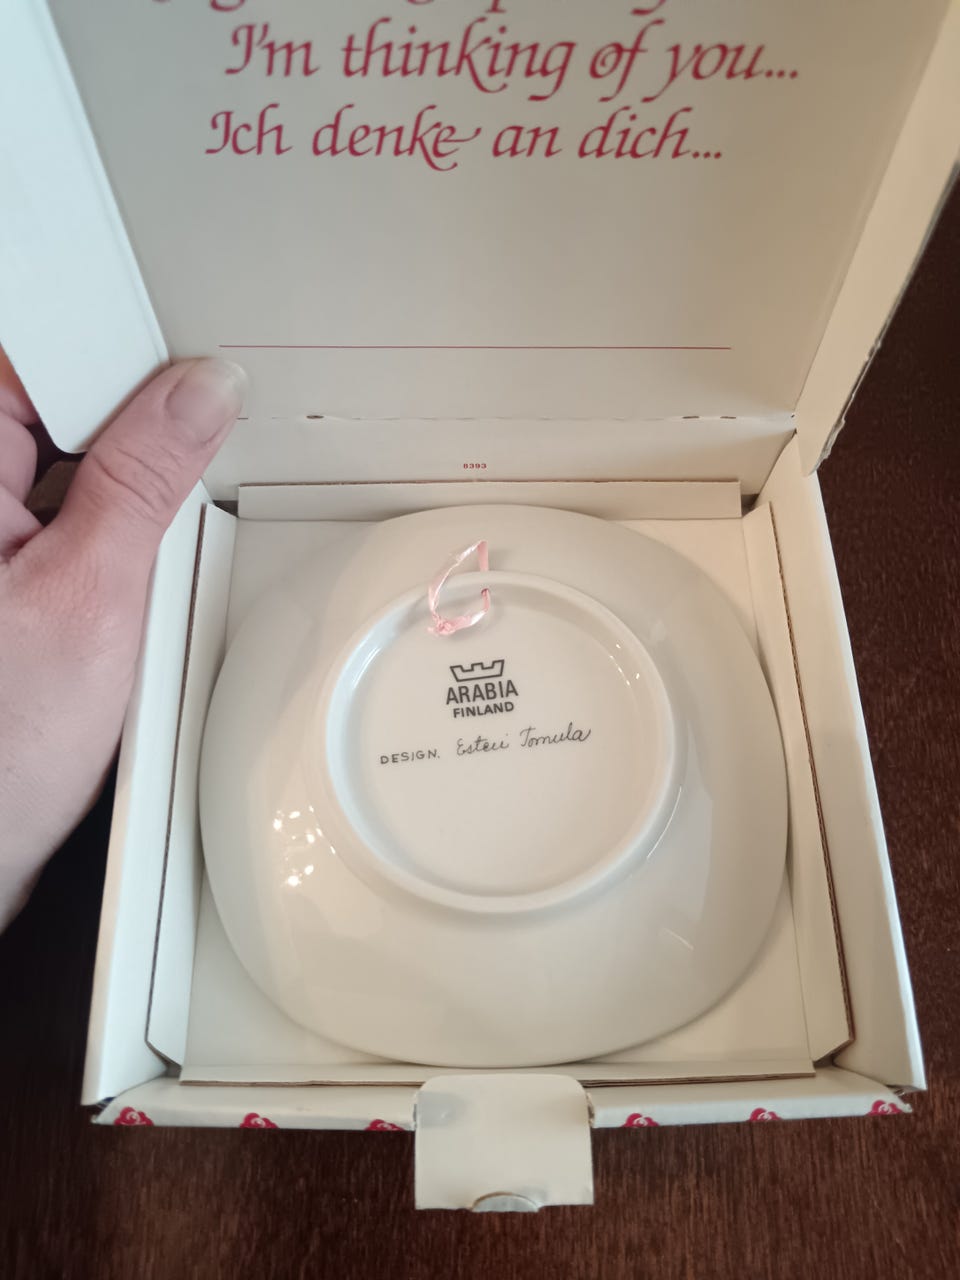 I'm thinking of you...
Ich denke an dich...
8393
ARABIA
FINLAND
DESIGN. Esteri Tomula